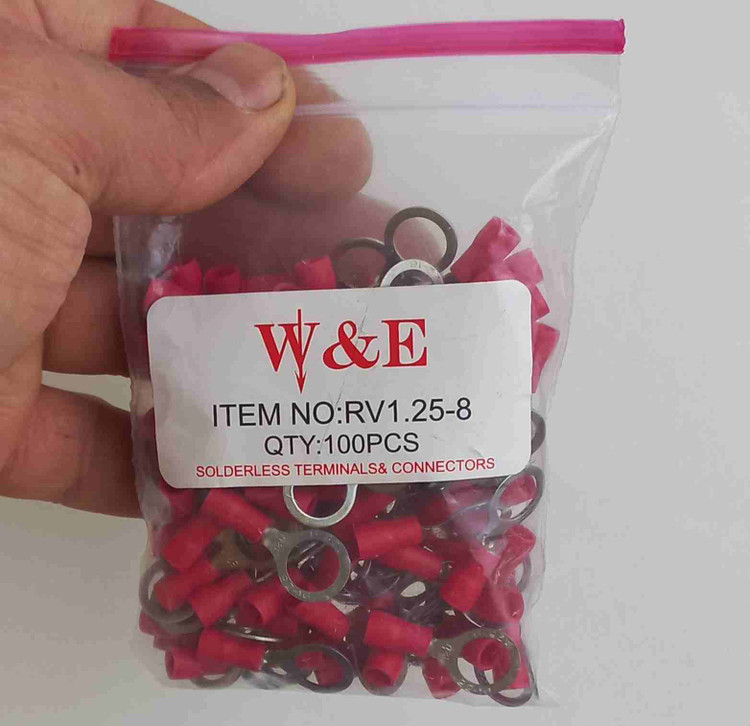 W&E
ITEM NO:RV1.25-8
QTY:100PCS
SOLDERLESS TERMINALS& CONNECTORS